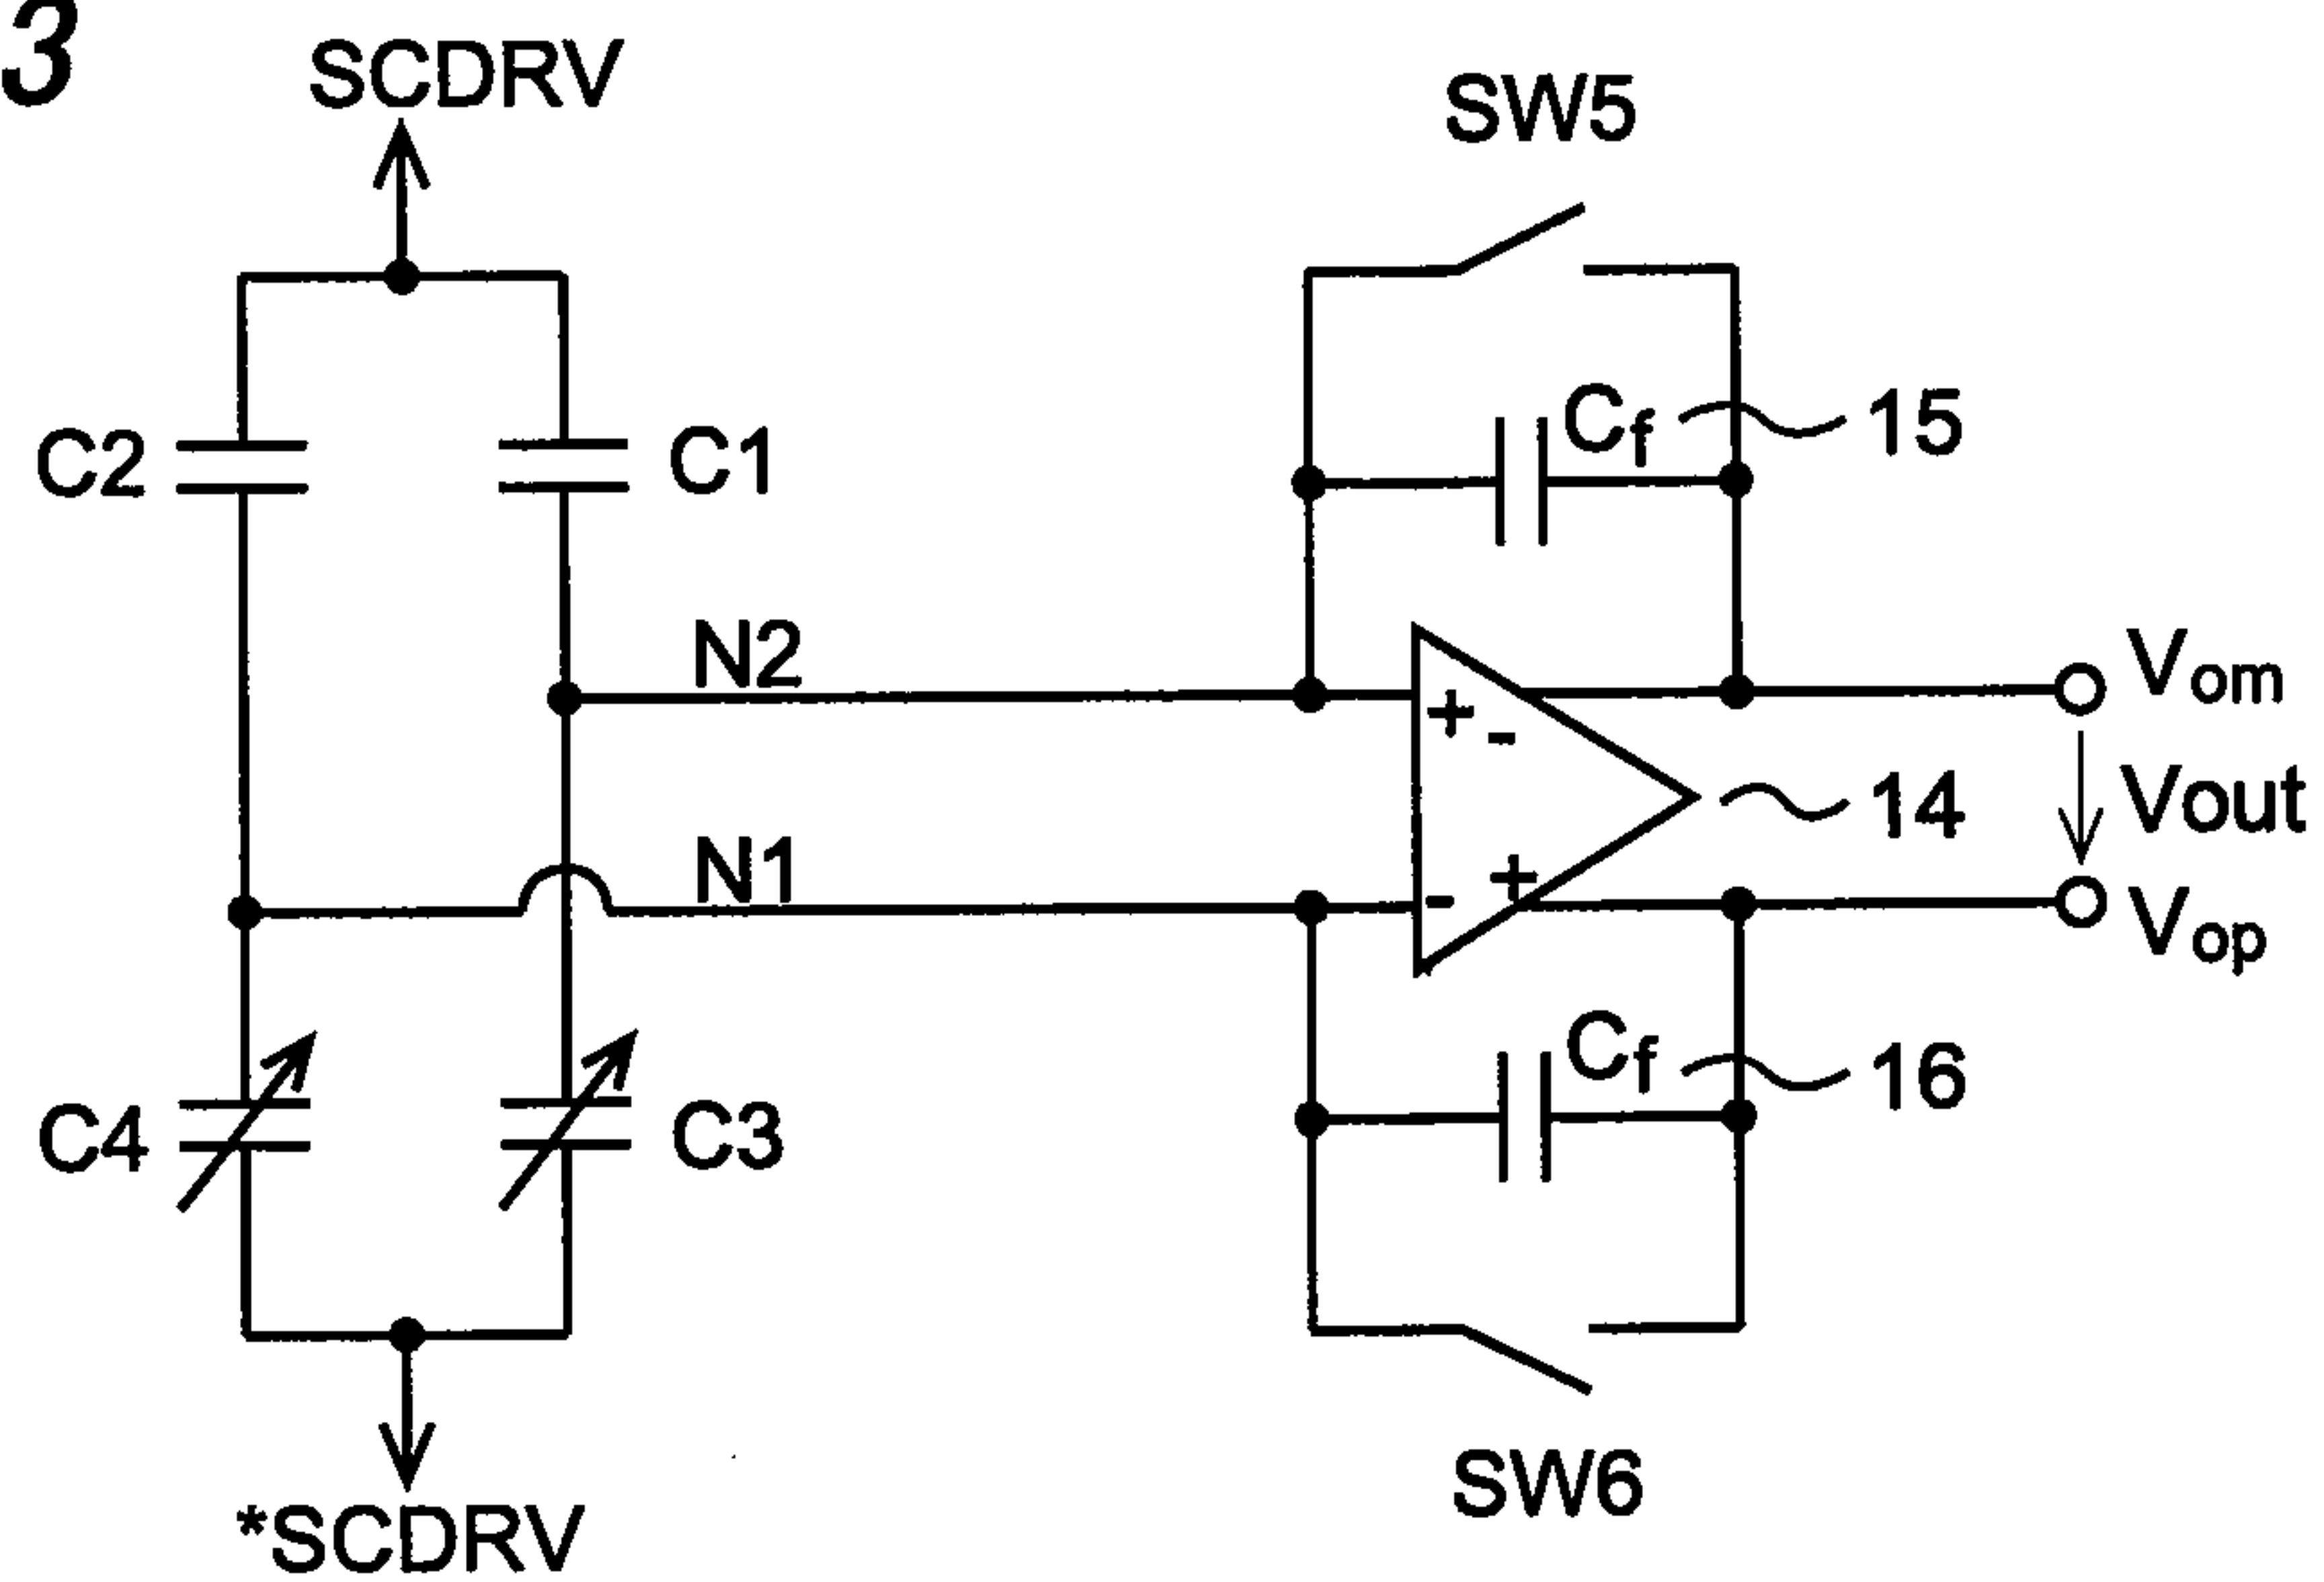 3
SCDRV
SW5
C2
C1
Cf
15
N2
+
-
Vom
14
Vout
N1
-
+
Vop
C4
C3
Cf
16
SW6
*SCDRV